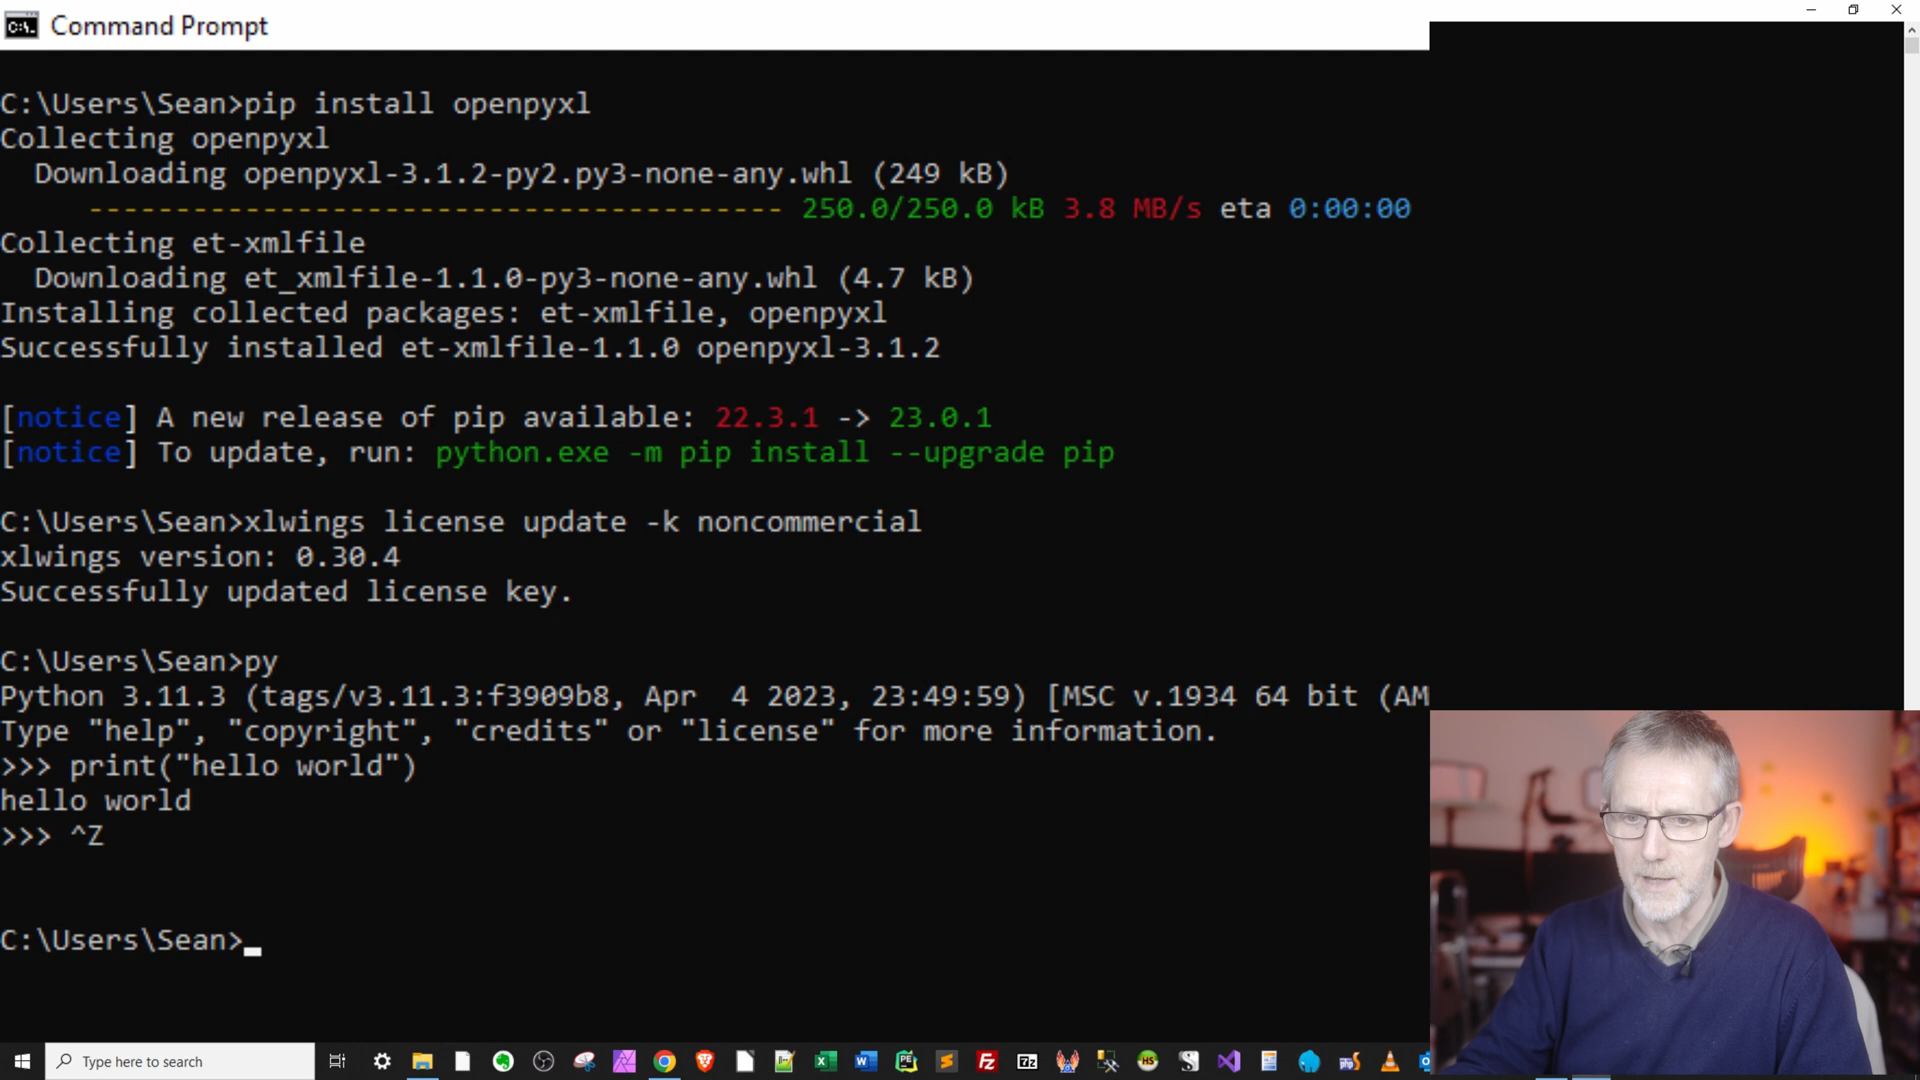 Command Prompt
C:\Users\Sean>pip install openpyxl
Collecting openpyxl
  Downloading openpyxl-3.1.2-py2.py3-none-any.whl (249 kB)
     ---------------------------------------- 250.0/250.0 kB 3.8 MB/s eta 0:00:00
Collecting et-xmlfile
  Downloading et_xmlfile-1.1.0-py3-none-any.whl (4.7 kB)
Installing collected packages: et-xmlfile, openpyxl
Successfully installed et-xmlfile-1.1.0 openpyxl-3.1.2
[notice] A new release of pip available: 22.3.1 -> 23.0.1
[notice] To update, run: python.exe -m pip install --upgrade pip
C:\Users\Sean>xlwings license update -k noncommercial
xlwings version: 0.30.4
Successfully updated license key.
C:\Users\Sean>py
Python 3.11.3 (tags/v3.11.3:f3909b8, Apr  4 2023, 23:49:59) [MSC v.1934 64 bit (AM
Type "help", "copyright", "credits" or "license" for more information.
>>> print("hello world")
hello world
>>> ^Z
C:\Users\Sean>
Type here to search